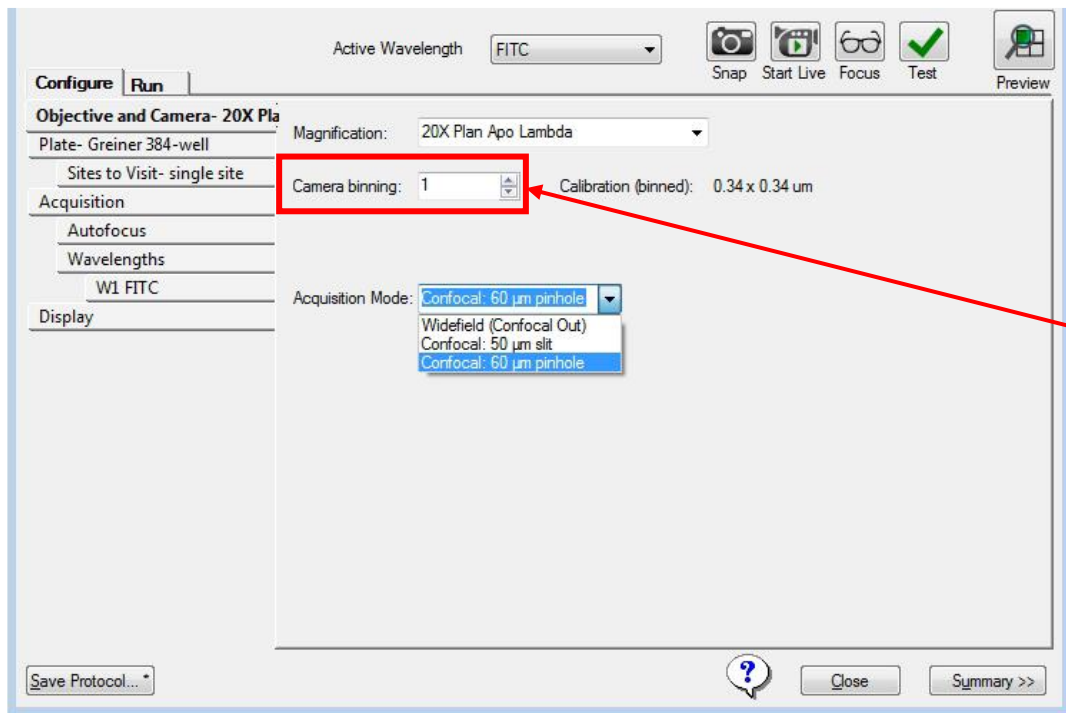 Active Wavelength FITC
Snap Start Live Focus Test Preview
Configure Run
Objective and Camera- 20X Pla
Plate- Greiner 384-well
Sites to Visit- single site
Acquisition
Autofocus
Wavelengths
W1 FITC
Display
Magnification: 20X Plan Apo Lambda
Camera binning: 1 Calibration (binned): 0.34 x 0.34 um
Acquisition Mode: Confocal: 60 µm pinhole
Widefield (Confocal Out)
Confocal: 50 µm slit
Confocal: 60 µm pinhole
Save Protocol... *
?
Close
Summary >>